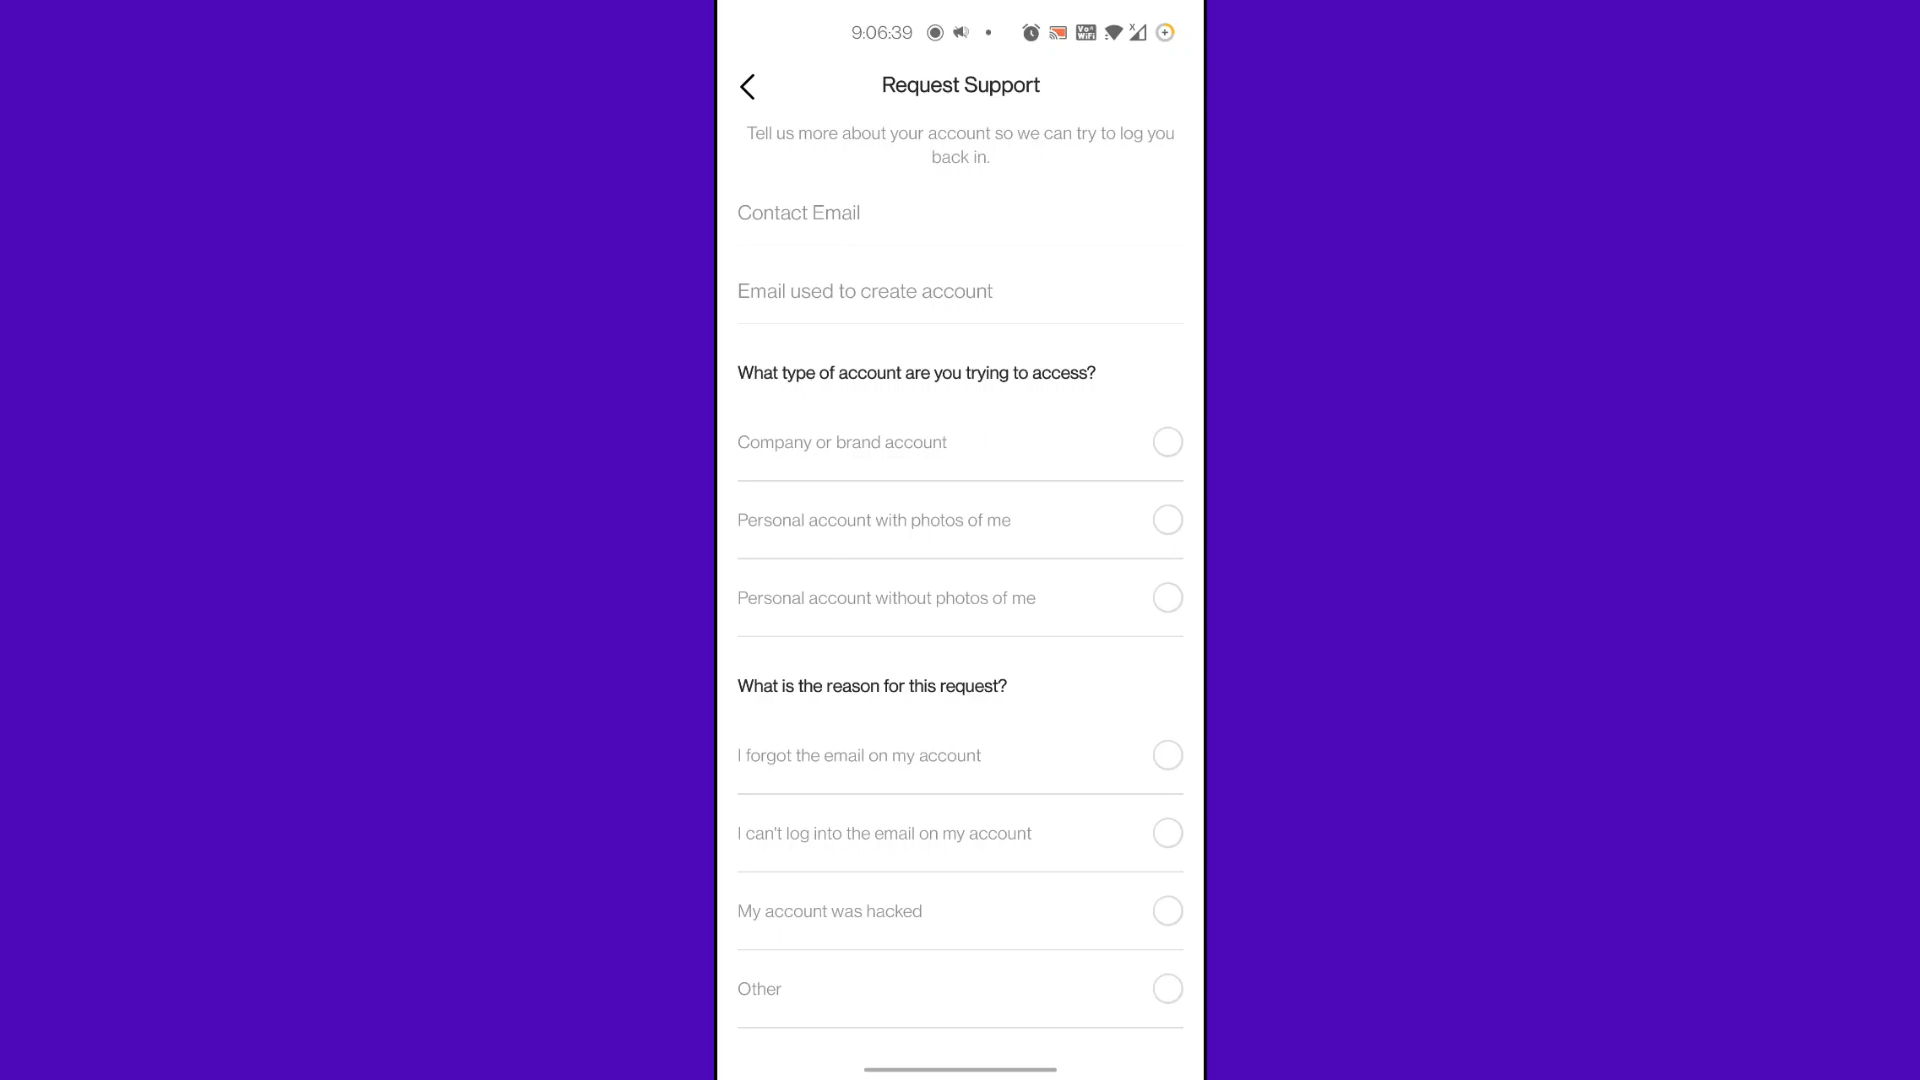 9:06:39
Vo))
WiFi
X
Request Support
Tell us more about your account so we can try to log you
back in.
Contact Email
Email used to create account
What type of account are you trying to access?
Company or brand account
Personal account with photos of me
Personal account without photos of me
What is the reason for this request?
I forgot the email on my account
I can't log into the email on my account
My account was hacked
Other